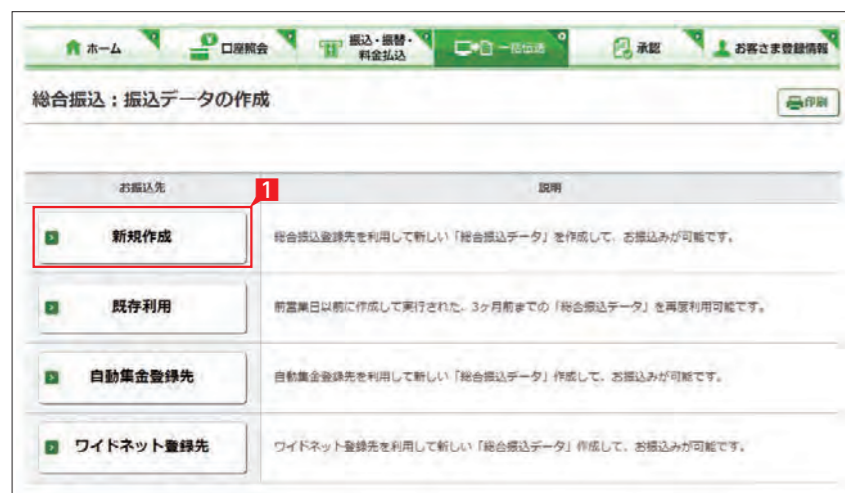 ホーム
口座照会
振込・振替・
料金払込
一括伝送
承認
お客さま登録情報
総合振込：振込データの作成
印刷
お振込先
説明
1
新規作成
総合振込登録先を利用して新しい「総合振込データ」を作成して、お振込みが可能です。
既存利用
前営業日以前に作成して実行された、3ヶ月前までの「総合振込データ」を再度利用可能です。
自動集金登録先
自動集金登録先を利用して新しい「総合振込データ」作成して、お振込みが可能です。
ワイドネット登録先
ワイドネット登録先を利用して新しい「総合振込データ」作成して、お振込みが可能です。